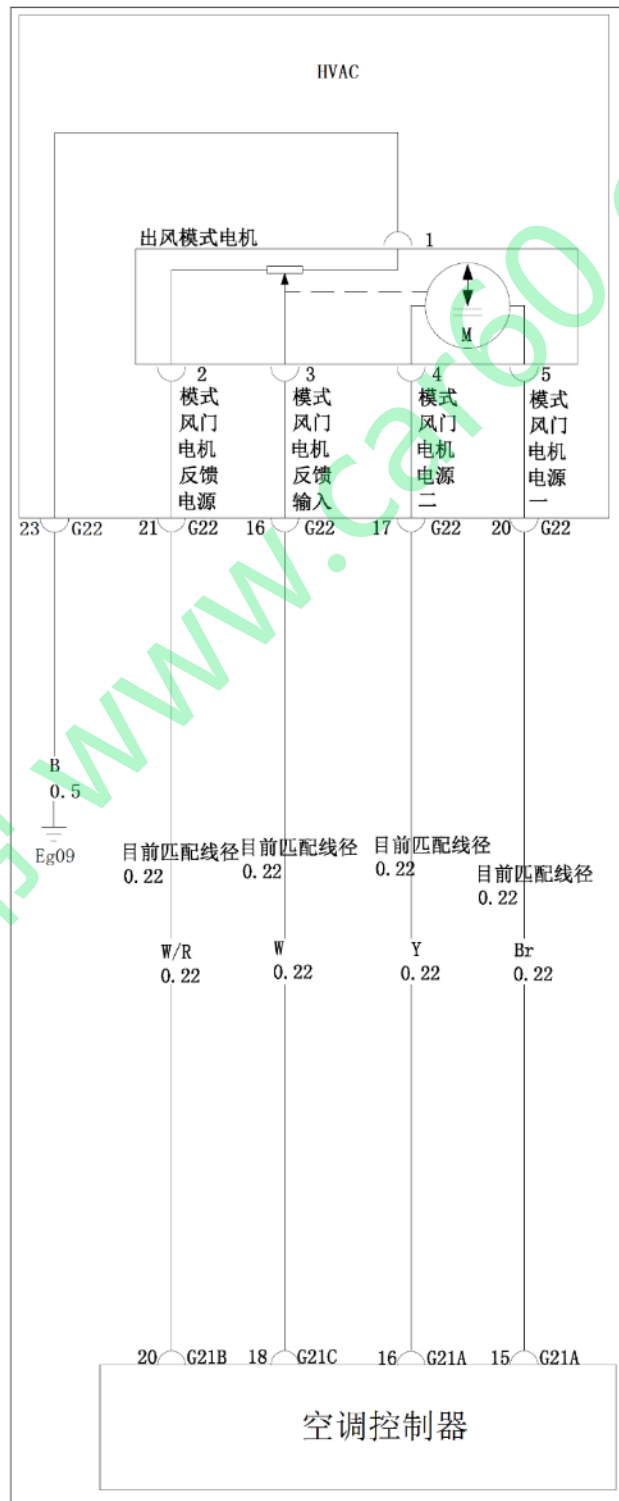 HVAC
出风模式电机
1
M
2
3
4
5
模式
风门
电机
反馈
电源
模式
风门
电机
反馈
输入
模式
风门
电机
电源
二
模式
风门
电机
电源
一
23 G22
21 G22
16 G22
17 G22
20 G22
B
0.5
Eg09
目前匹配线径
0.22
目前匹配线径
0.22
目前匹配线径
0.22
目前匹配线径
0.22
W/R
0.22
W
0.22
Y
0.22
Br
0.22
20 G21B
18 G21C
16 G21A
15 G21A
空调控制器
www.car60